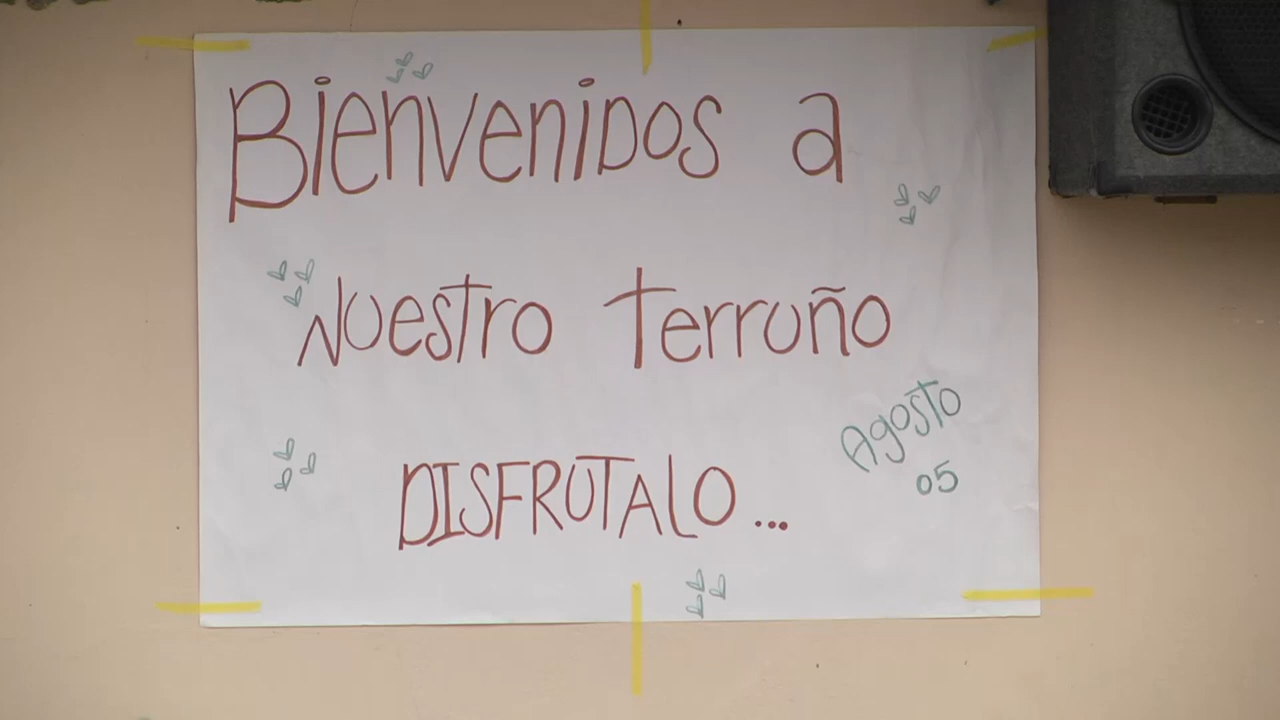 BienveniDos a
Nuestro terruño
Agosto
05
DISFRUTALO...